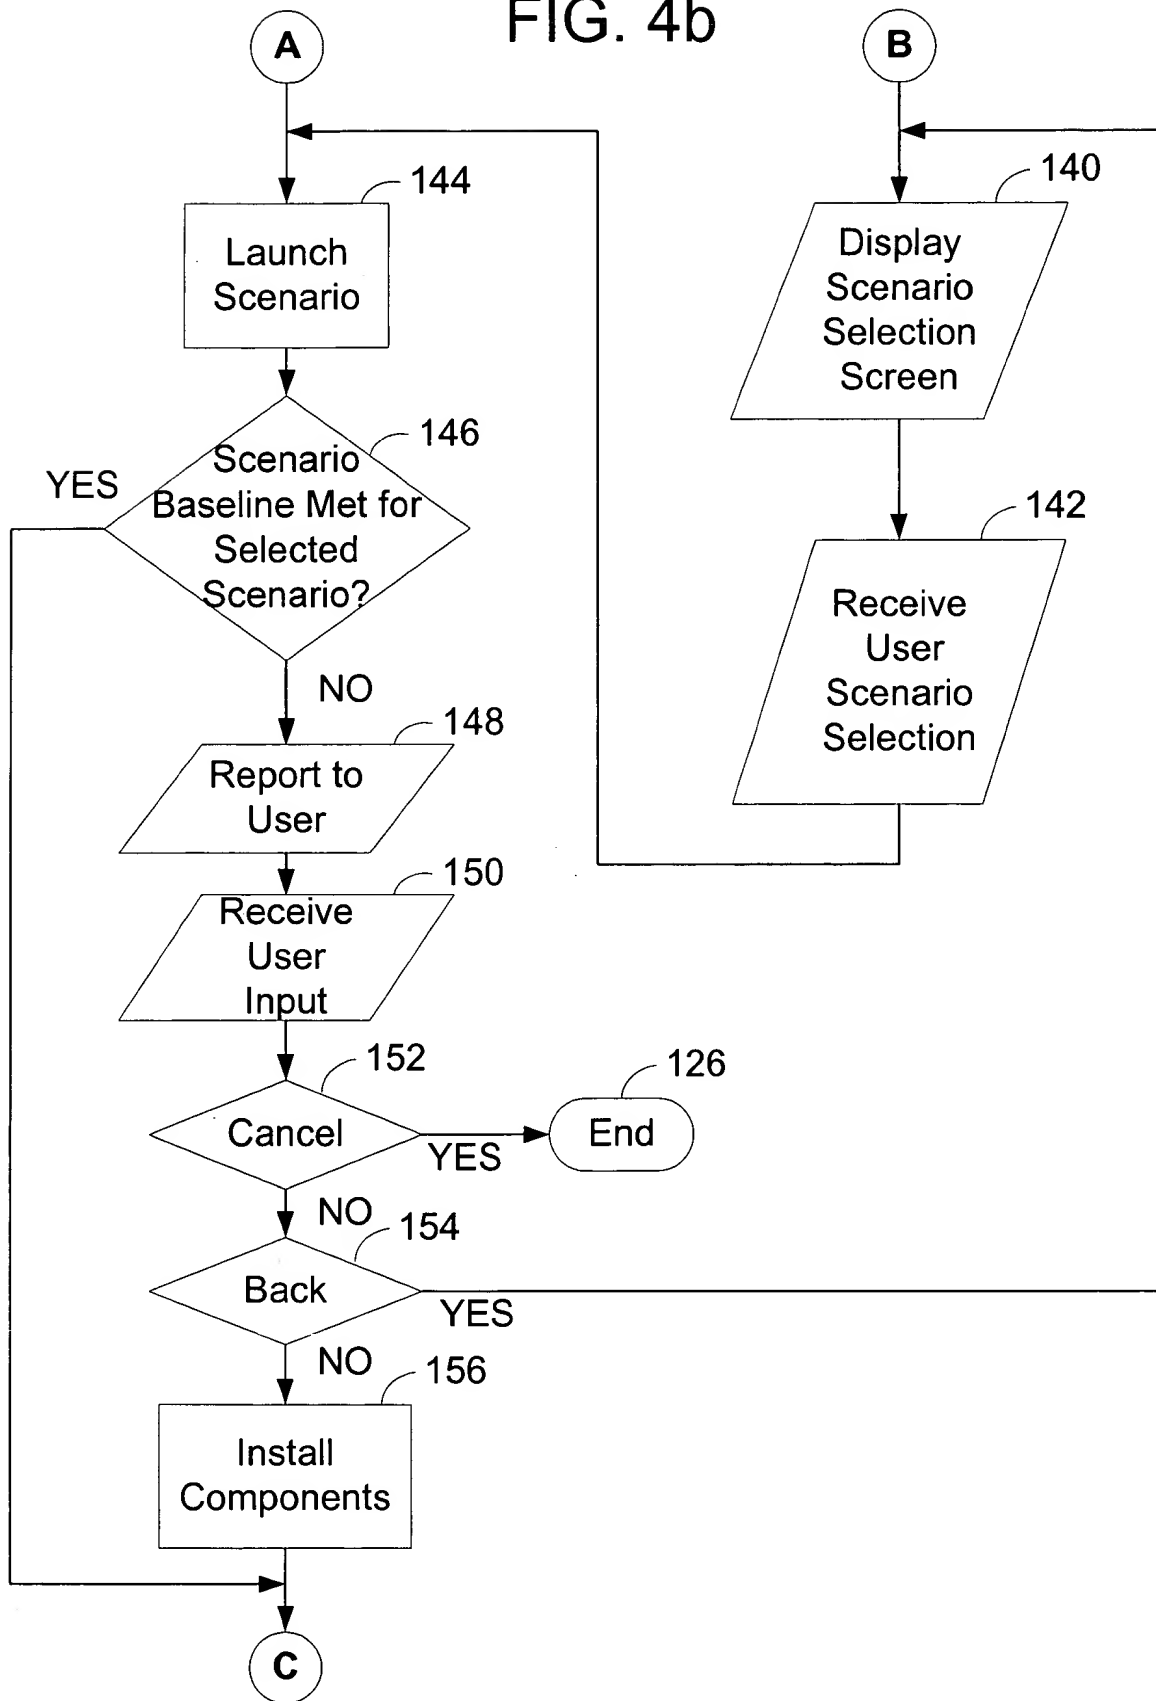 FIG. 4b
A
B
144
Launch
Scenario
140
Display
Scenario
Selection
Screen
146
Scenario
Baseline Met for
Selected
Scenario?
YES
NO
142
Receive
User
Scenario
Selection
148
Report to
User
150
Receive
User
Input
152
Cancel
YES
126
End
NO
154
Back
YES
NO
156
Install
Components
C